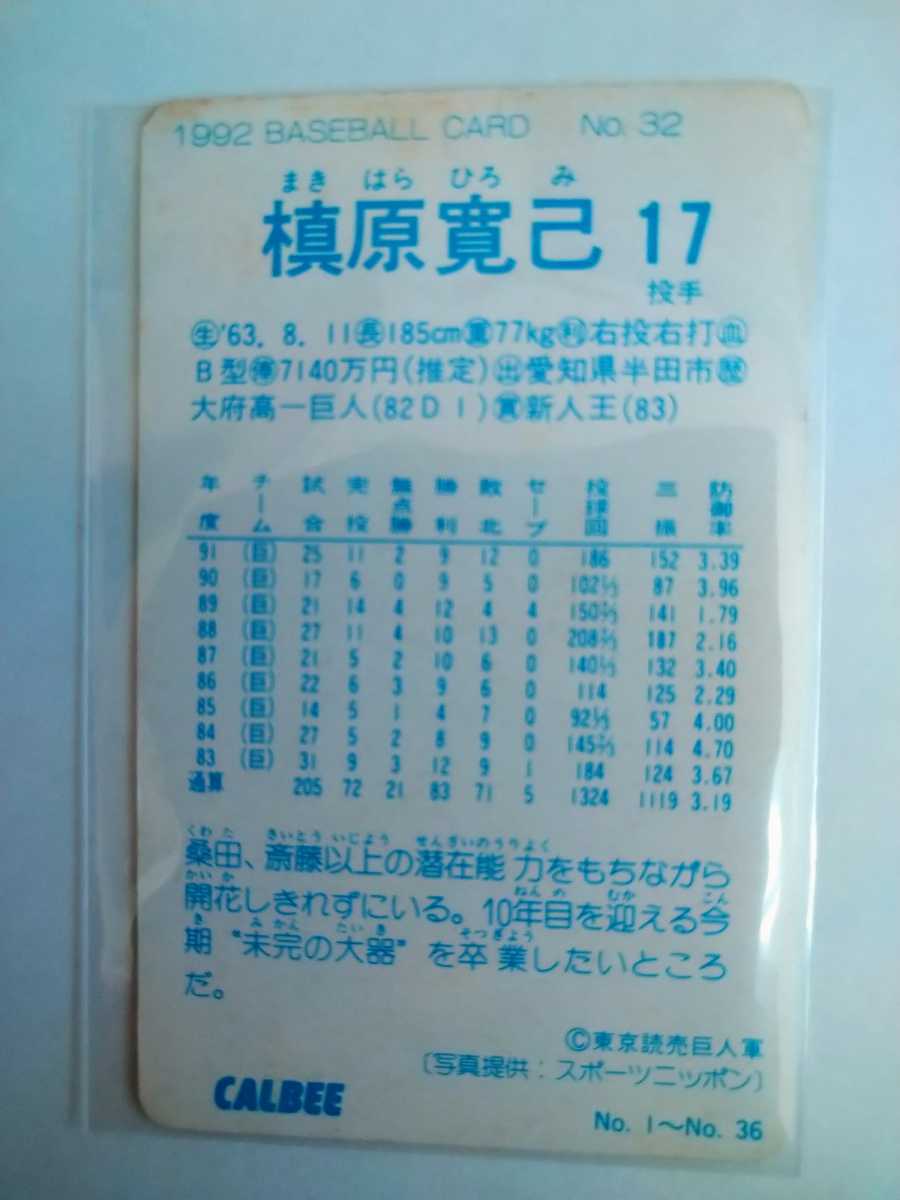 1992 BASEBALL CARD No. 32
まき はら ひろ み
槙原寛己 17
投手
生'63. 8. 11長185cm重77kg利右投右打血
B型得7140万円(推定)出愛知県半田市歴
大府高ー巨人(82D1)賞新人王(83)
年度 チーム 試合 完投 無点勝 勝利 敗北 セーブ 投球回 三振 防御率
91 (巨) 25 11 2 9 12 0 186 152 3.39
90 (巨) 17 6 0 9 5 0 102⅓ 87 3.96
89 (巨) 21 14 4 12 4 4 150⅔ 141 1.79
88 (巨) 27 11 4 10 13 0 208⅔ 187 2.16
87 (巨) 21 5 2 10 6 0 140⅓ 132 3.40
86 (巨) 22 6 3 9 6 0 114 125 2.29
85 (巨) 14 5 1 4 7 0 92⅓ 57 4.00
84 (巨) 27 5 2 8 9 0 145⅔ 114 4.70
83 (巨) 31 9 3 12 9 1 184 124 3.67
通算 205 72 21 83 71 5 1324 1119 3.19
くわた さいとう いじょう せんざいのうりょく
桑田、斎藤以上の潜在能力をもちながら
かいか ねんめ むか こん
開花しきれずにいる。10年目を迎える今
き みかん たいき そつぎょう
期“未完の大器”を卒業したいところ
だ。
©東京読売巨人軍
〔写真提供：スポーツニッポン〕
CALBEE
No. 1〜No. 36